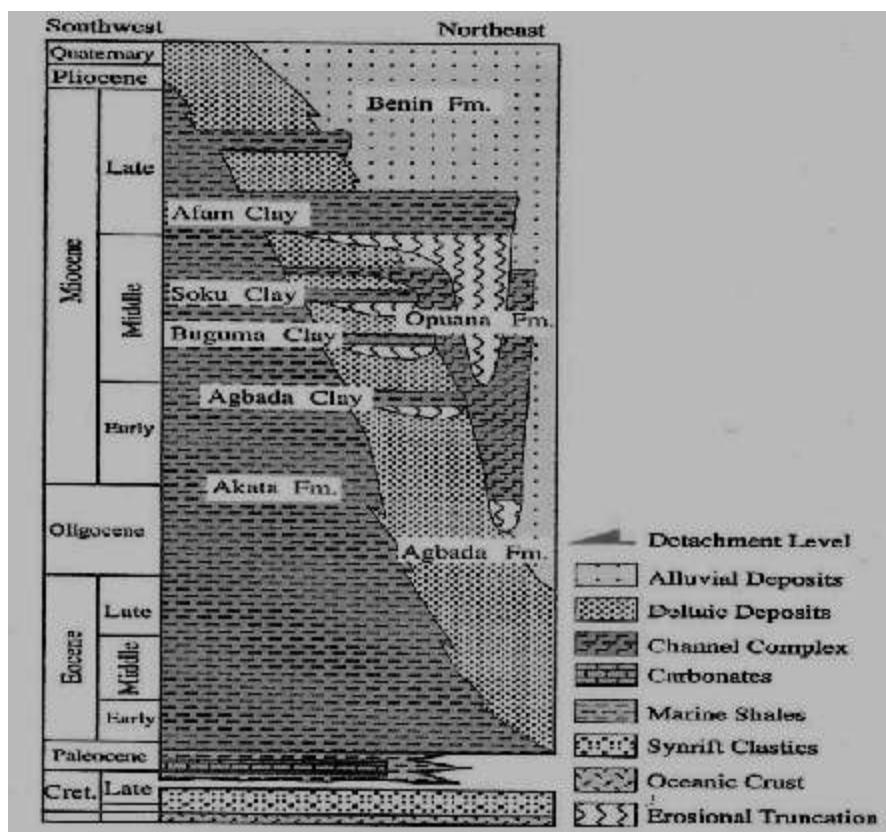 Southwest Northeast
Quaternary
Pliocene
Benin Fm.
Late
Afam Clay
Miocene
Middle
Soku Clay
Opuana Fm.
Buguma Clay
Agbada Clay
Early
Akata Fm.
Oligocene
Agbada Fm.
Late
Eocene
Middle
Early
Paleocene
Cret. Late
Detachment Level
Alluvial Deposits
Deltaic Deposits
Channel Complex
Carbonates
Marine Shales
Synrift Clastics
Oceanic Crust
Erosional Truncation